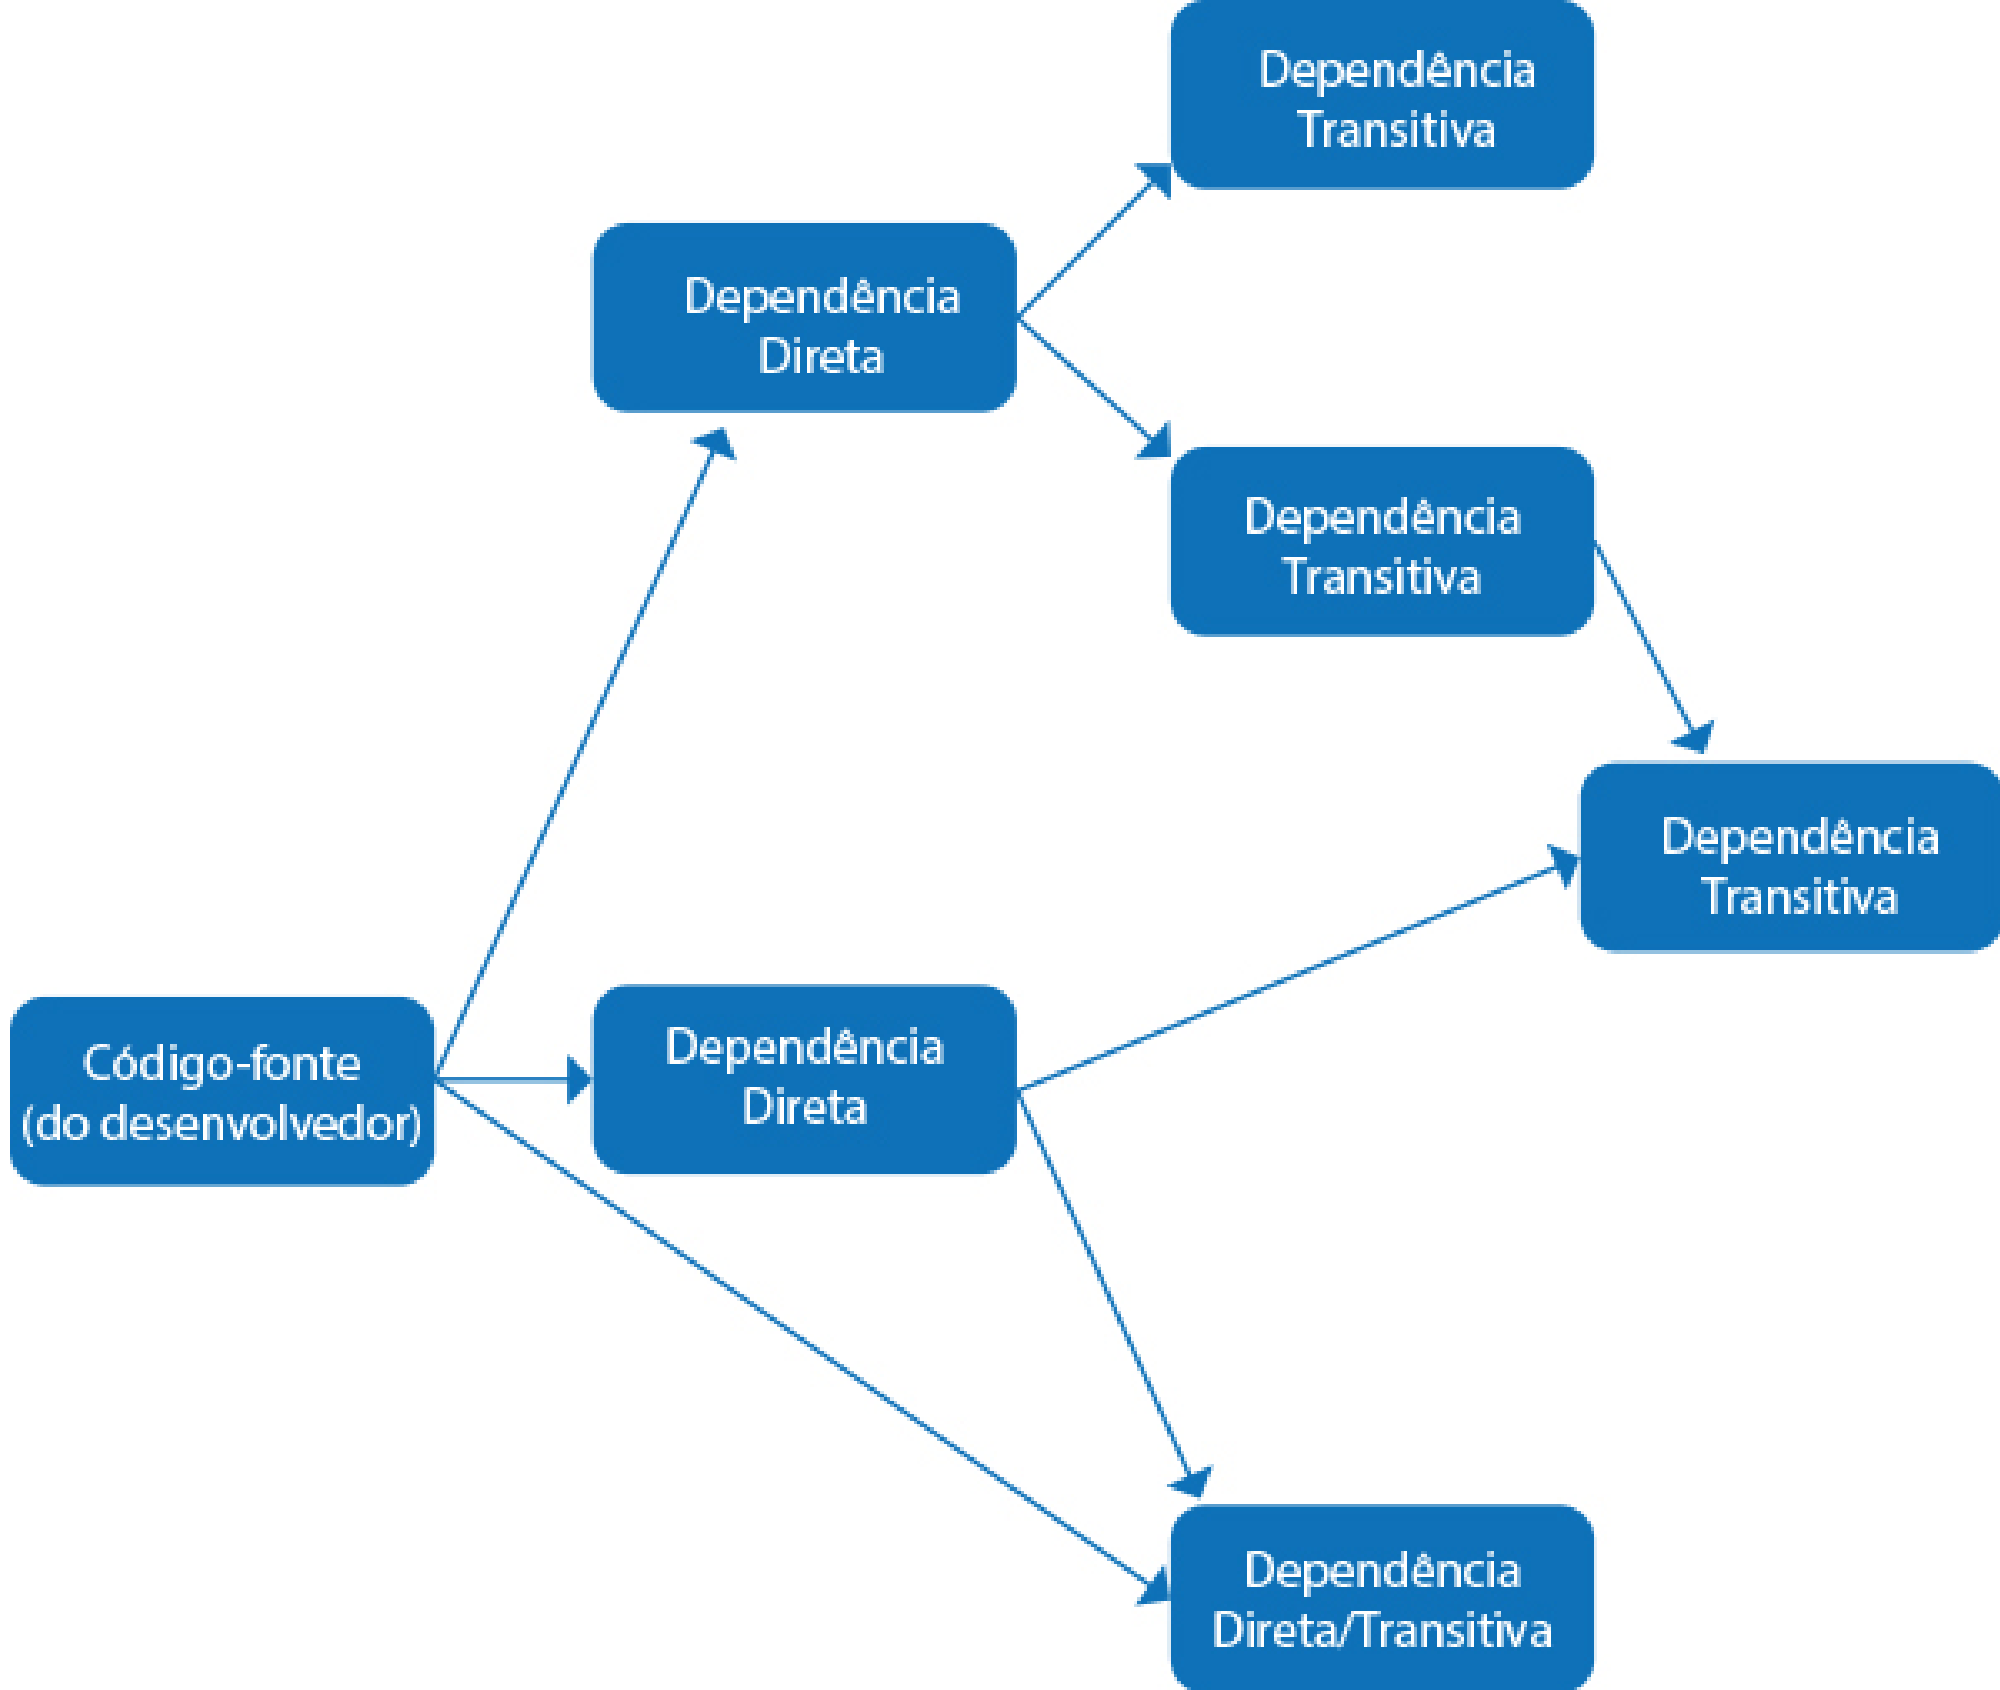 Dependência
Transitiva
Dependência
Direta
Dependência
Transitiva
Dependência
Transitiva
Código-fonte
(do desenvolvedor)
Dependência
Direta
Dependência
Direta/Transitiva